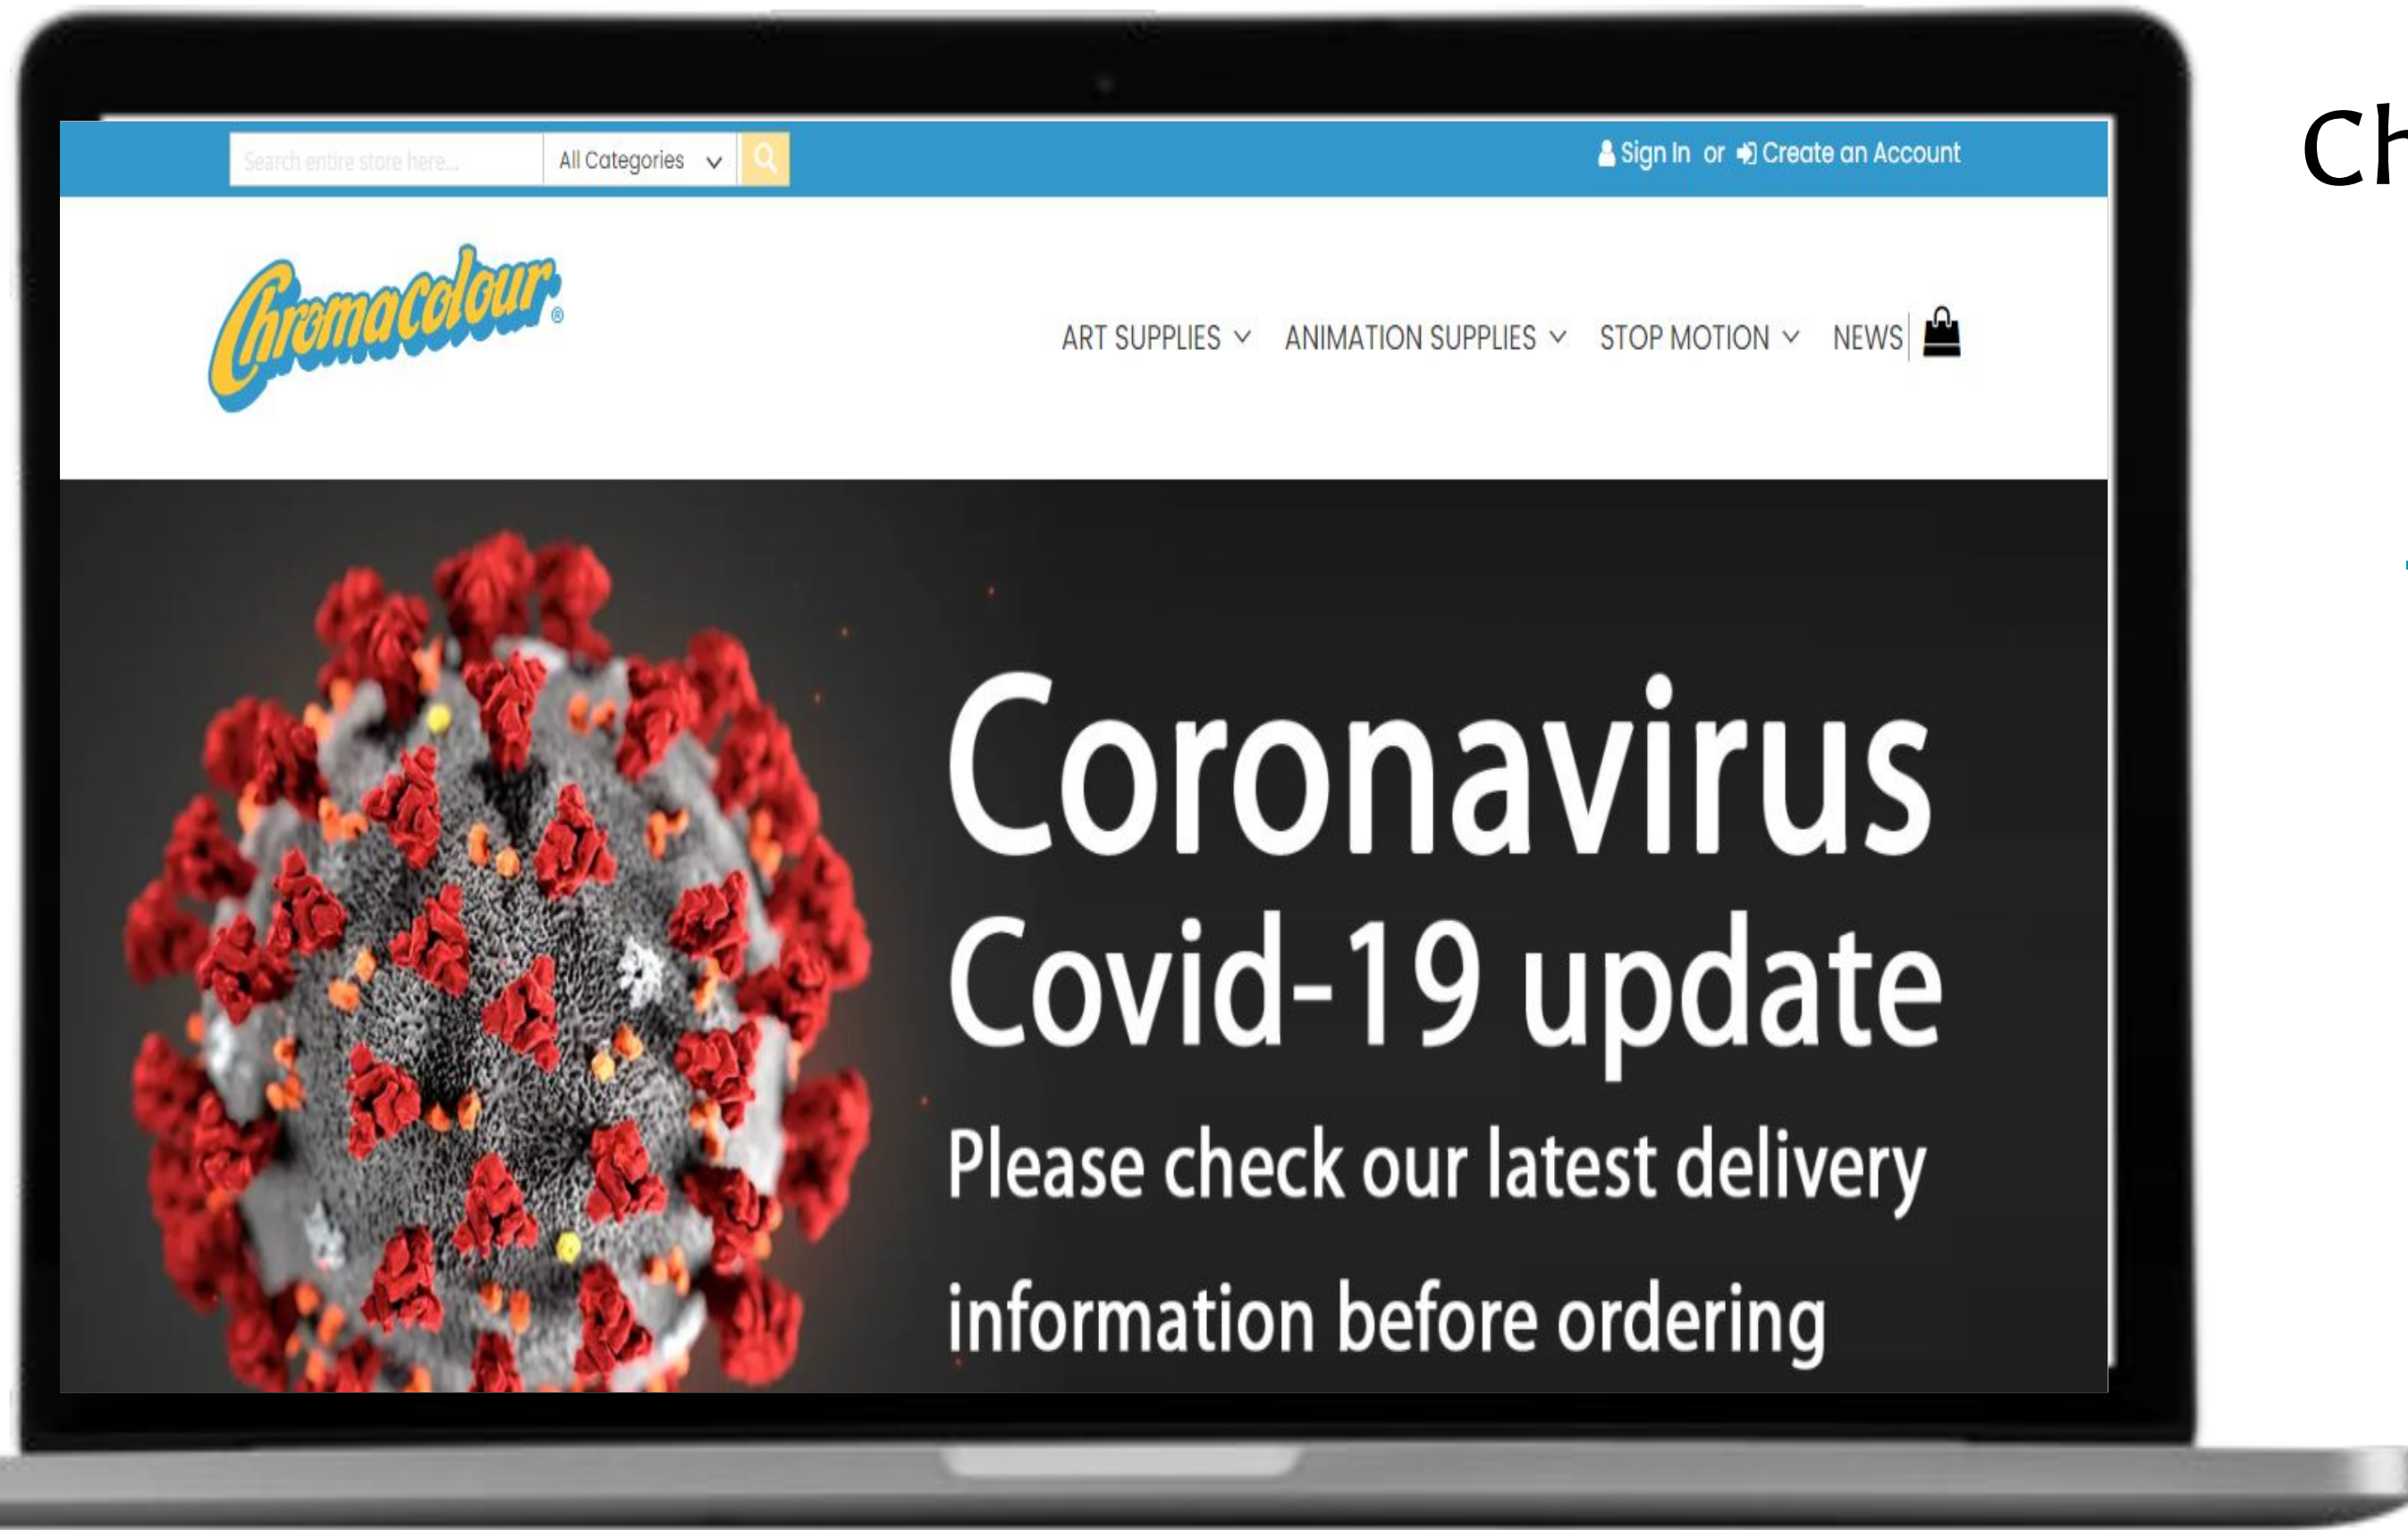 Search entire store here... All Categories Sign In or Create an Account
Chromacolour®
ART SUPPLIES ANIMATION SUPPLIES STOP MOTION NEWS
Coronavirus
Covid-19 update
Please check our latest delivery
information before ordering
Ch